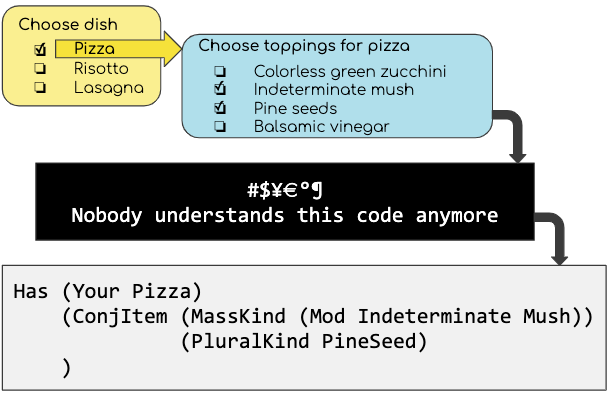 Choose dish
Pizza
Risotto
Lasagna
Choose toppings for pizza
Colorless green zucchini
Indeterminate mush
Pine seeds
Balsamic vinegar
#$¥€°¶
Nobody understands this code anymore
Has (Your Pizza)
    (ConjItem (MassKind (Mod Indeterminate Mush))
              (PluralKind PineSeed)
    )